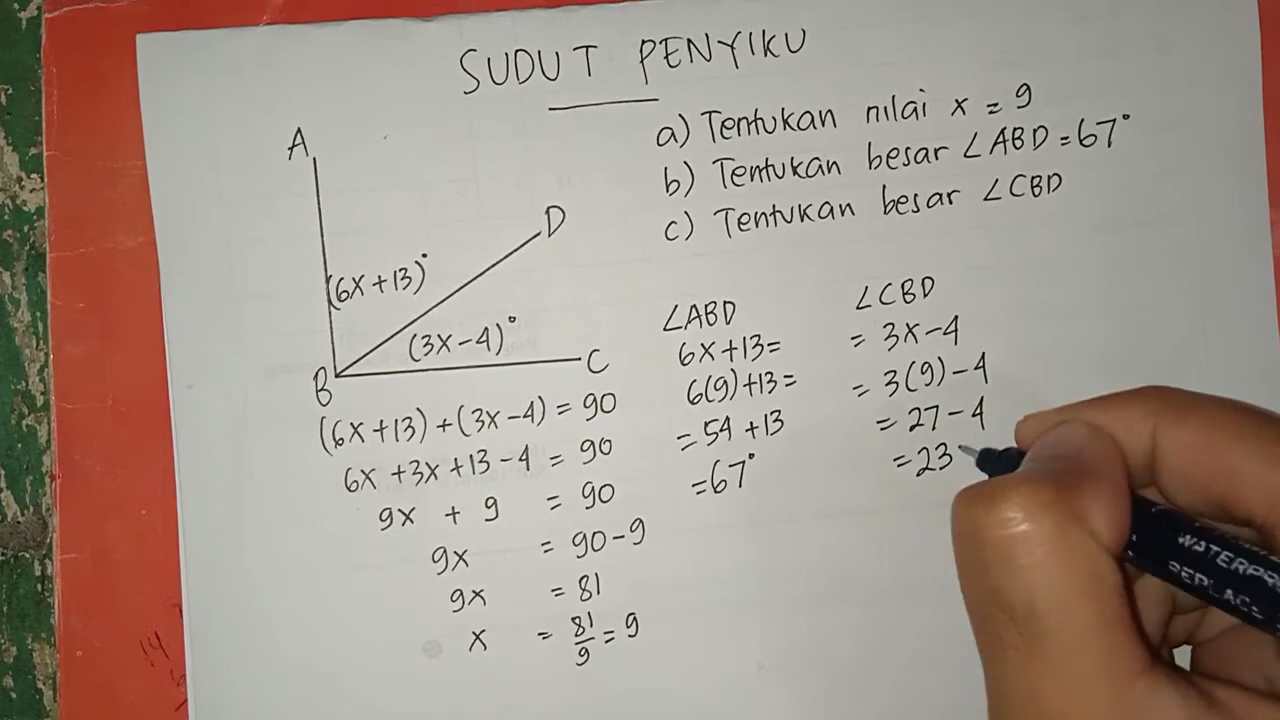 SUDUT PENYIKU
a) Tentukan nilai x = 9
b) Tentukan besar ∠ABD = 67°
c) Tentukan besar ∠CBD
A
D
(6x+13)°
(3x-4)°
B
C
(6x+13)+(3x-4) = 90
6x +3x+13-4 = 90
9x + 9 = 90
9x = 90-9
9x = 81
x = 81/9 = 9
∠ABD
6x+13=
6(9)+13=
=54+13
=67°
∠CBD
= 3x-4
= 3(9)-4
= 27-4
=23
WATERPR
REPLAC